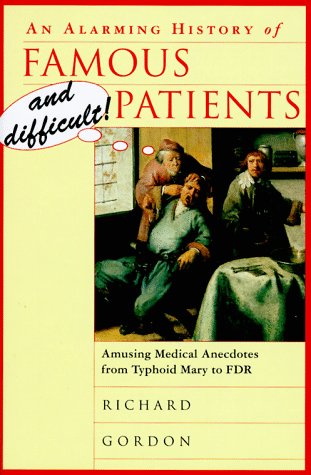 An Alarming History of
FAMOUS
and difficult!
PATIENTS
Amusing Medical Anecdotes
from Typhoid Mary to FDR
RICHARD
GORDON